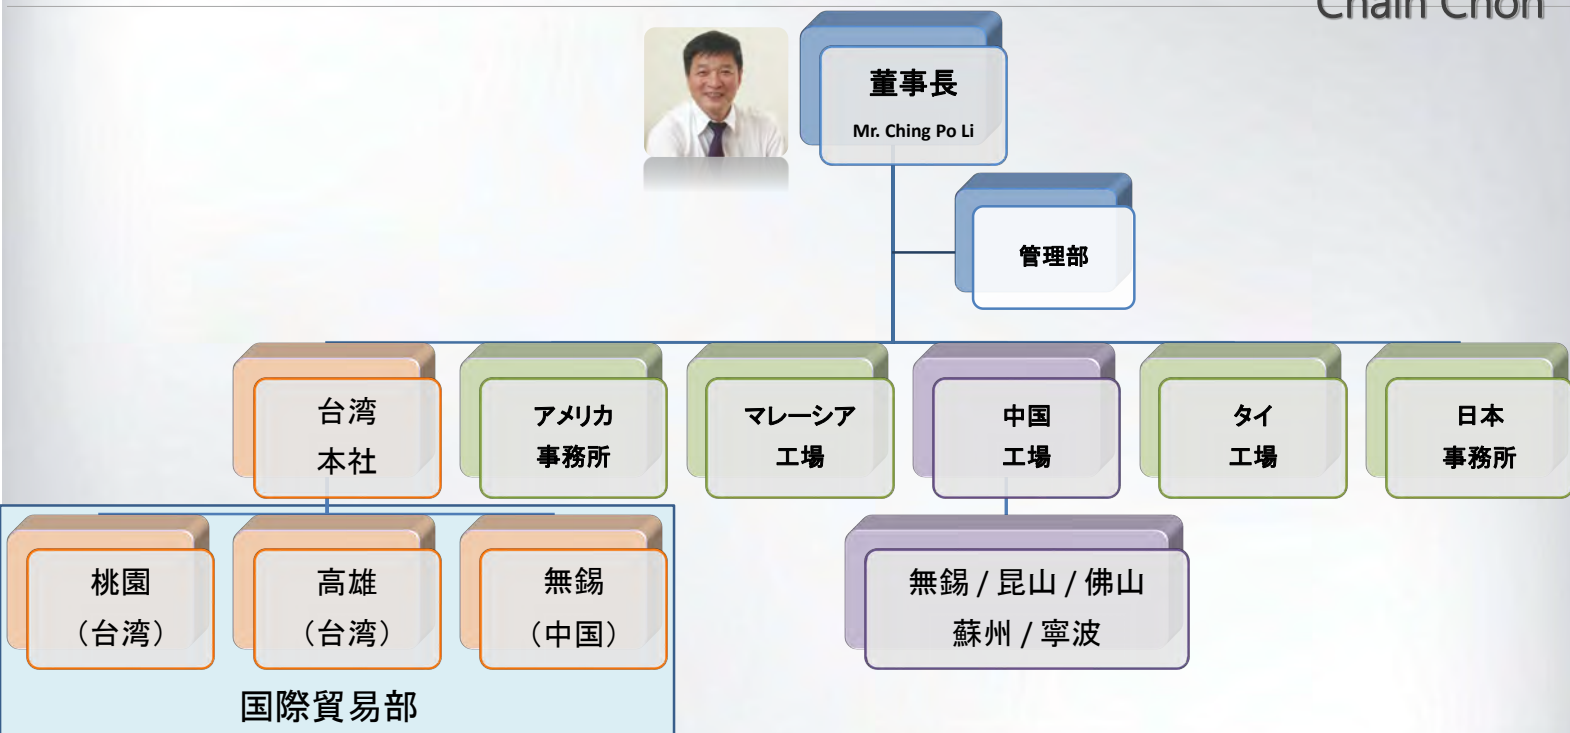 Chain Chon
董事長
Mr. Ching Po Li
管理部
台湾
本社
アメリカ
事務所
マレーシア
工場
中国
工場
タイ
工場
日本
事務所
桃園
（台湾）
高雄
（台湾）
無錫
（中国）
無錫 / 昆山 / 佛山
蘇州 / 寧波
国際貿易部